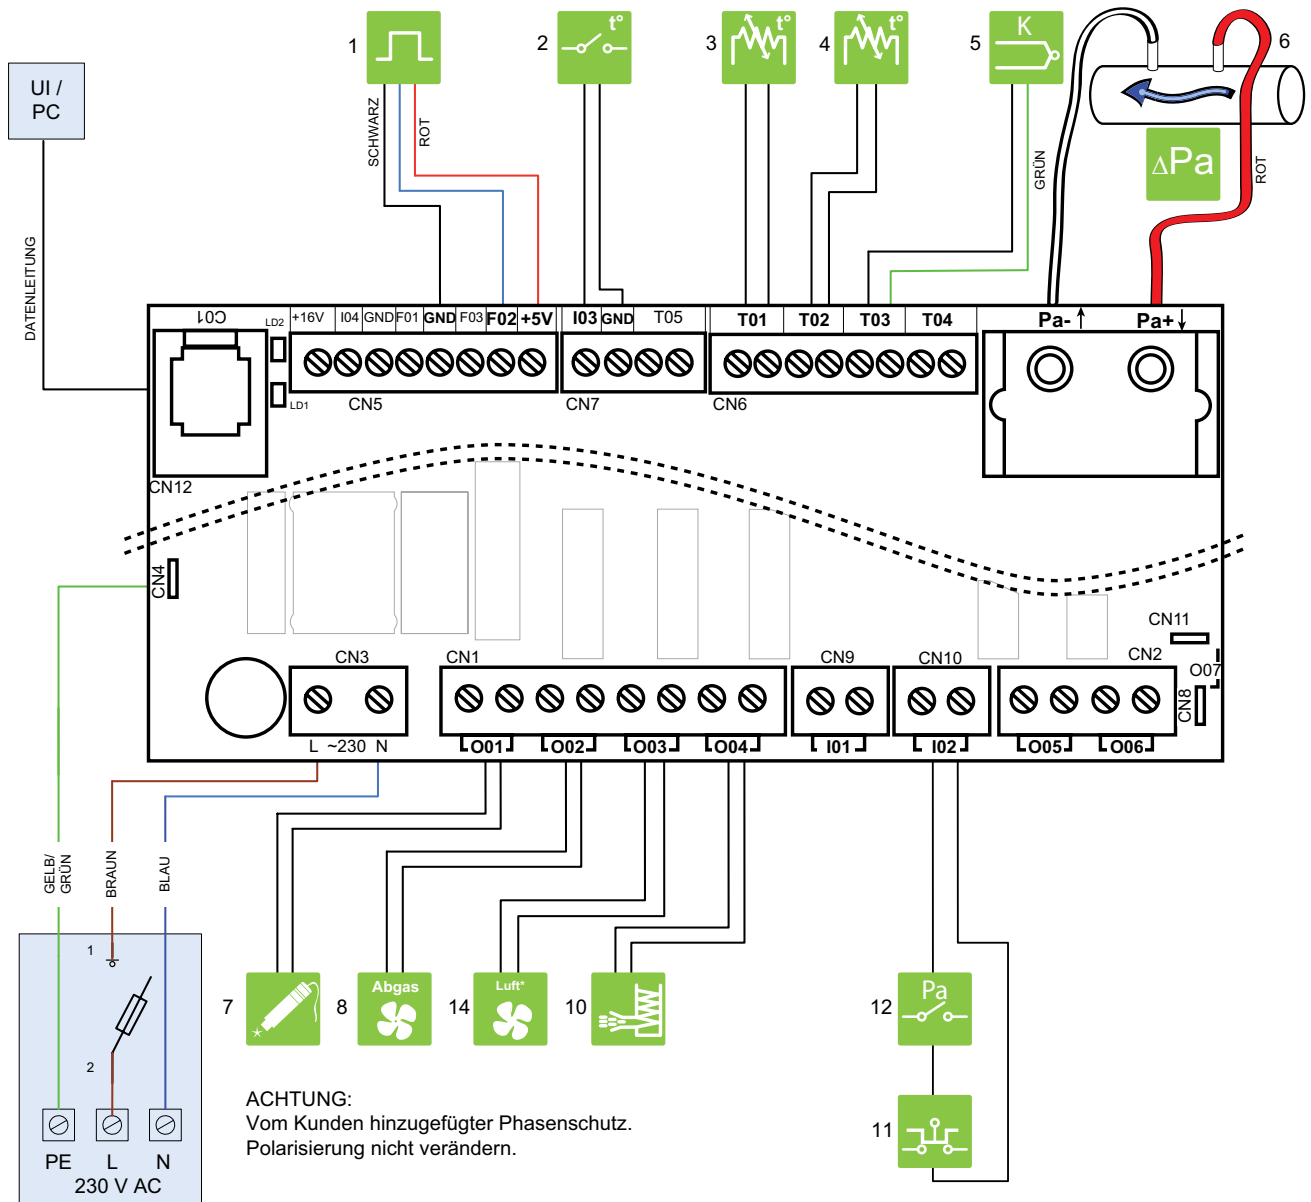 1
2
t°
3
t°
4
t°
5
K
6
UI /
PC
SCHWARZ
ROT
GRÜN
ΔPa
ROT
DATENLEITUNG
C01
LD2
+16V I04 GND F01 GND F03 F02 +5V
I03 GND T05
T01 T02 T03 T04
Pa- Pa+
LD1
CN5
CN7
CN6
CN12
CN4
CN11
CN3
CN1
CN9
CN10
CN2
O07
CN8
L ~230 N
O01 O02 O03 O04
I01
I02
O05 O06
GELB/
GRÜN
BRAUN
BLAU
1
2
7
8
Abgas
14
Luft*
10
12
Pa
11
PE L N
230 V AC
ACHTUNG:
Vom Kunden hinzugefügter Phasenschutz.
Polarisierung nicht verändern.